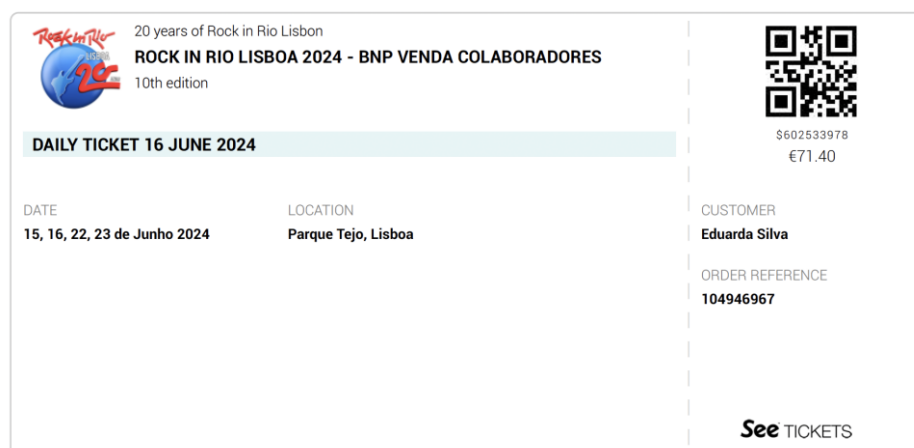 Rock in Rio
LISBOA
20
20 years of Rock in Rio Lisbon
ROCK IN RIO LISBOA 2024 - BNP VENDA COLABORADORES
10th edition
DAILY TICKET 16 JUNE 2024
DATE
15, 16, 22, 23 de Junho 2024
LOCATION
Parque Tejo, Lisboa
$602533978
€71.40
CUSTOMER
Eduarda Silva
ORDER REFERENCE
104946967
See TICKETS